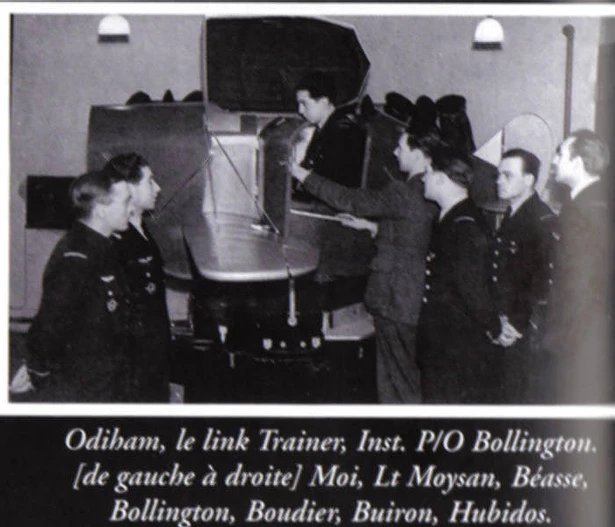 Odiham, le link Trainer, Inst. P/O Bollington.
[de gauche à droite] Moi, Lt Moysan, Béasse,
Bollington, Boudier, Buiron, Hubidos.